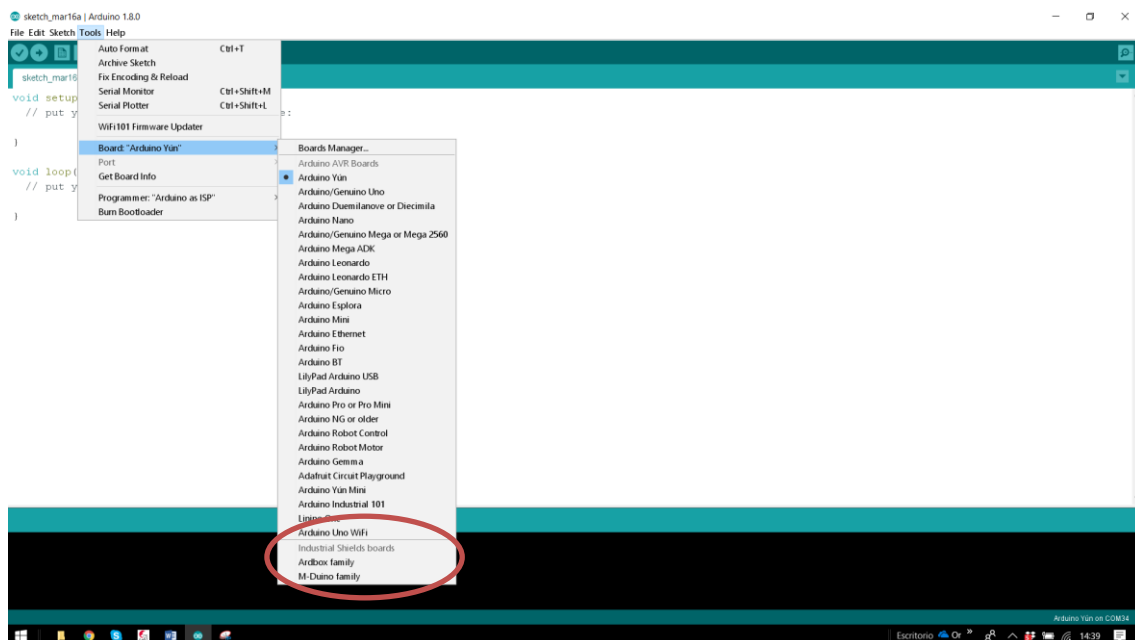 sketch_mar16a | Arduino 1.8.0
File Edit Sketch Tools Help
sketch_mar16
Auto Format Ctrl+T
Archive Sketch
Fix Encoding & Reload
Serial Monitor Ctrl+Shift+M
Serial Plotter Ctrl+Shift+L
WiFi101 Firmware Updater
Board: "Arduino Yún"
Port
Get Board Info
Programmer: "Arduino as ISP"
Burn Bootloader
void setup
// put y e:
}
void loop(
// put y
}
Boards Manager...
Arduino AVR Boards
Arduino Yún
Arduino/Genuino Uno
Arduino Duemilanove or Diecimila
Arduino Nano
Arduino/Genuino Mega or Mega 2560
Arduino Mega ADK
Arduino Leonardo
Arduino Leonardo ETH
Arduino/Genuino Micro
Arduino Esplora
Arduino Mini
Arduino Ethernet
Arduino Fio
Arduino BT
LilyPad Arduino USB
LilyPad Arduino
Arduino Pro or Pro Mini
Arduino NG or older
Arduino Robot Control
Arduino Robot Motor
Arduino Gemma
Adafruit Circuit Playground
Arduino Yún Mini
Arduino Industrial 101
Linino One
Arduino Uno WiFi
Industrial Shields boards
Ardbox family
M-Duino family
Arduino Yún on COM34
Escritorio Or » 14:39